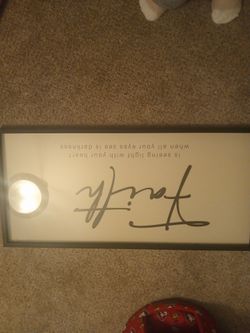 Faith
is seeing light with your heart
when all your eyes see is darkness